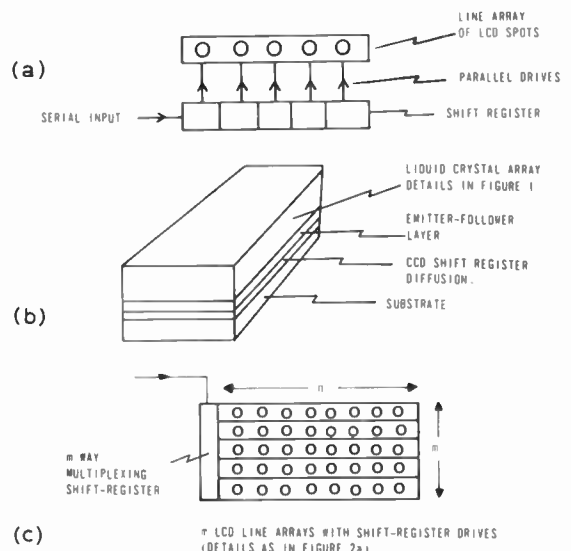 (a)
LINE ARRAY
OF LCD SPOTS
PARALLEL DRIVES
SERIAL INPUT
SHIFT REGISTER
LIQUID CRYSTAL ARRAY
DETAILS IN FIGURE 1
EMITTER-FOLLOWER
LAYER
CCD SHIFT REGISTER
DIFFUSION.
SUBSTRATE
(b)
n
m
m WAY
MULTIPLEXING
SHIFT-REGISTER
(c)
m LCD LINE ARRAYS WITH SHIFT-REGISTER DRIVES
(DETAILS AS IN FIGURE 2a)